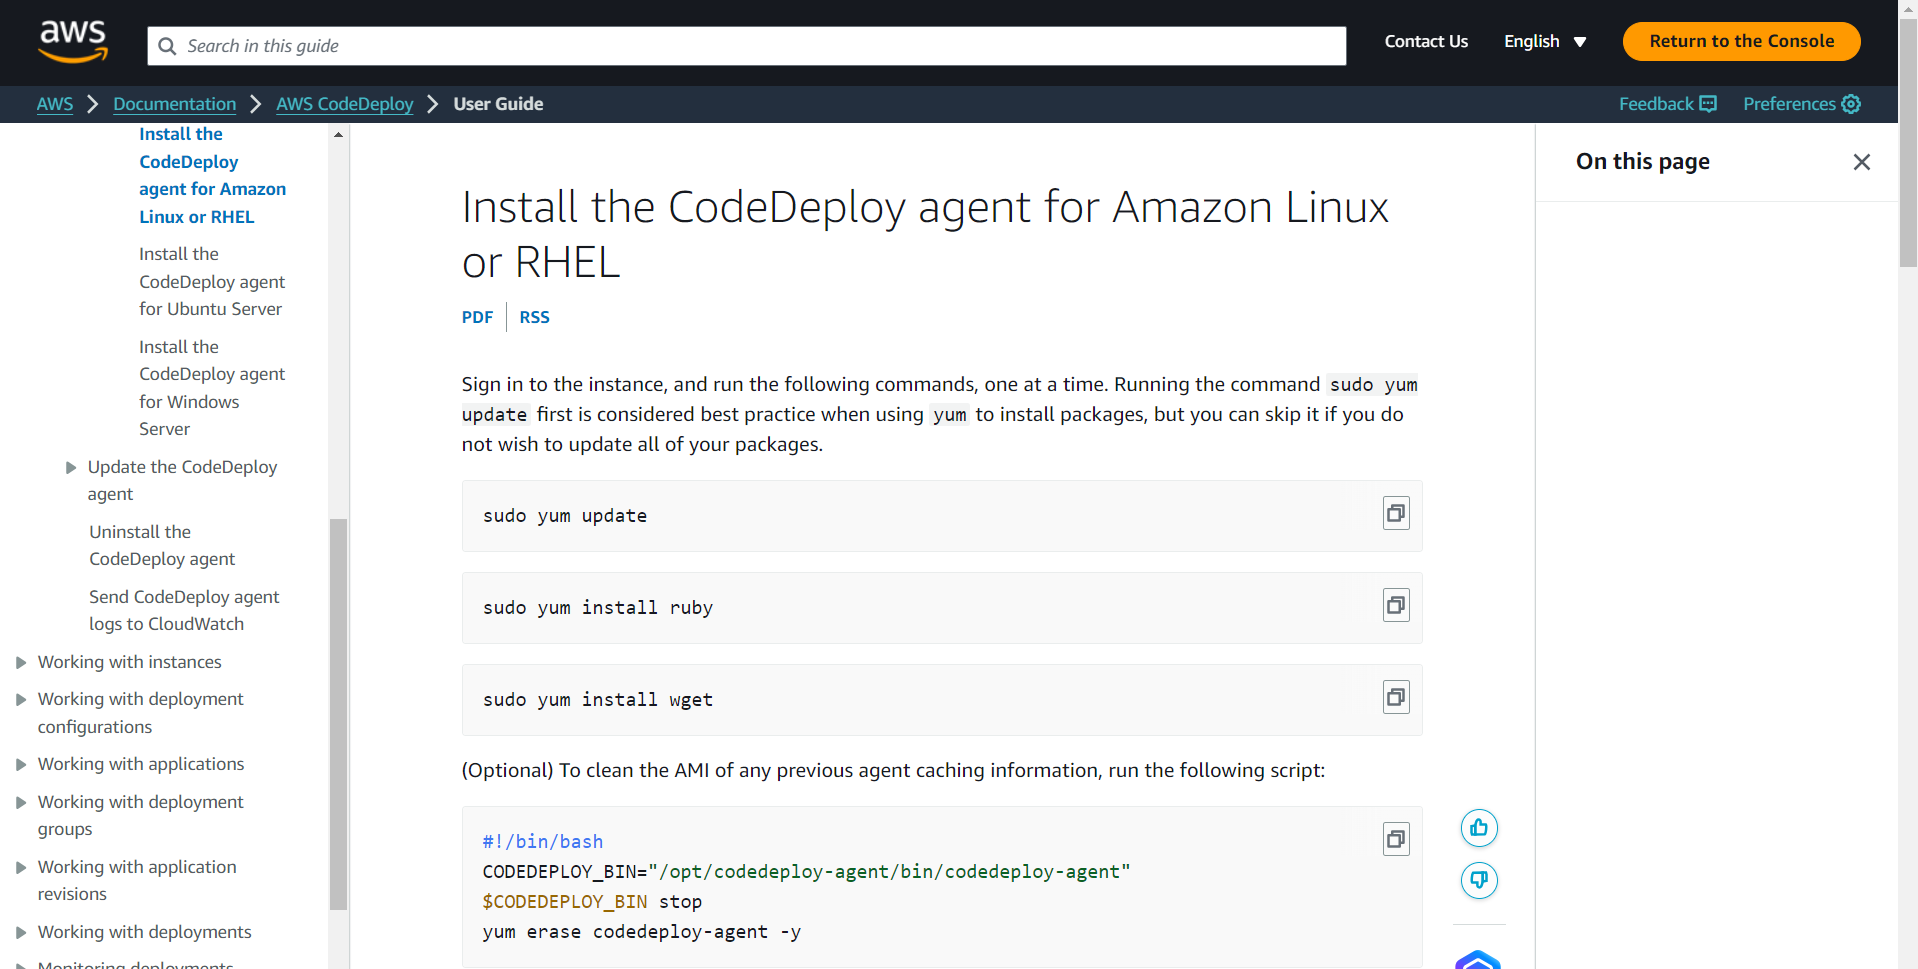 aws
Search in this guide
Contact Us
English
Return to the Console
AWS
Documentation
AWS CodeDeploy
User Guide
Feedback
Preferences
Install the
CodeDeploy
agent for Amazon
Linux or RHEL
Install the
CodeDeploy agent
for Ubuntu Server
Install the
CodeDeploy agent
for Windows
Server
Update the CodeDeploy
agent
Uninstall the
CodeDeploy agent
Send CodeDeploy agent
logs to CloudWatch
Working with instances
Working with deployment
configurations
Working with applications
Working with deployment
groups
Working with application
revisions
Working with deployments
Monitoring deployments
Install the CodeDeploy agent for Amazon Linux
or RHEL
PDF
RSS
Sign in to the instance, and run the following commands, one at a time. Running the command sudo yum
update first is considered best practice when using yum to install packages, but you can skip it if you do
not wish to update all of your packages.
sudo yum update
sudo yum install ruby
sudo yum install wget
(Optional) To clean the AMI of any previous agent caching information, run the following script:
#!/bin/bash
CODEDEPLOY_BIN="/opt/codedeploy-agent/bin/codedeploy-agent"
$CODEDEPLOY_BIN stop
yum erase codedeploy-agent -y
On this page